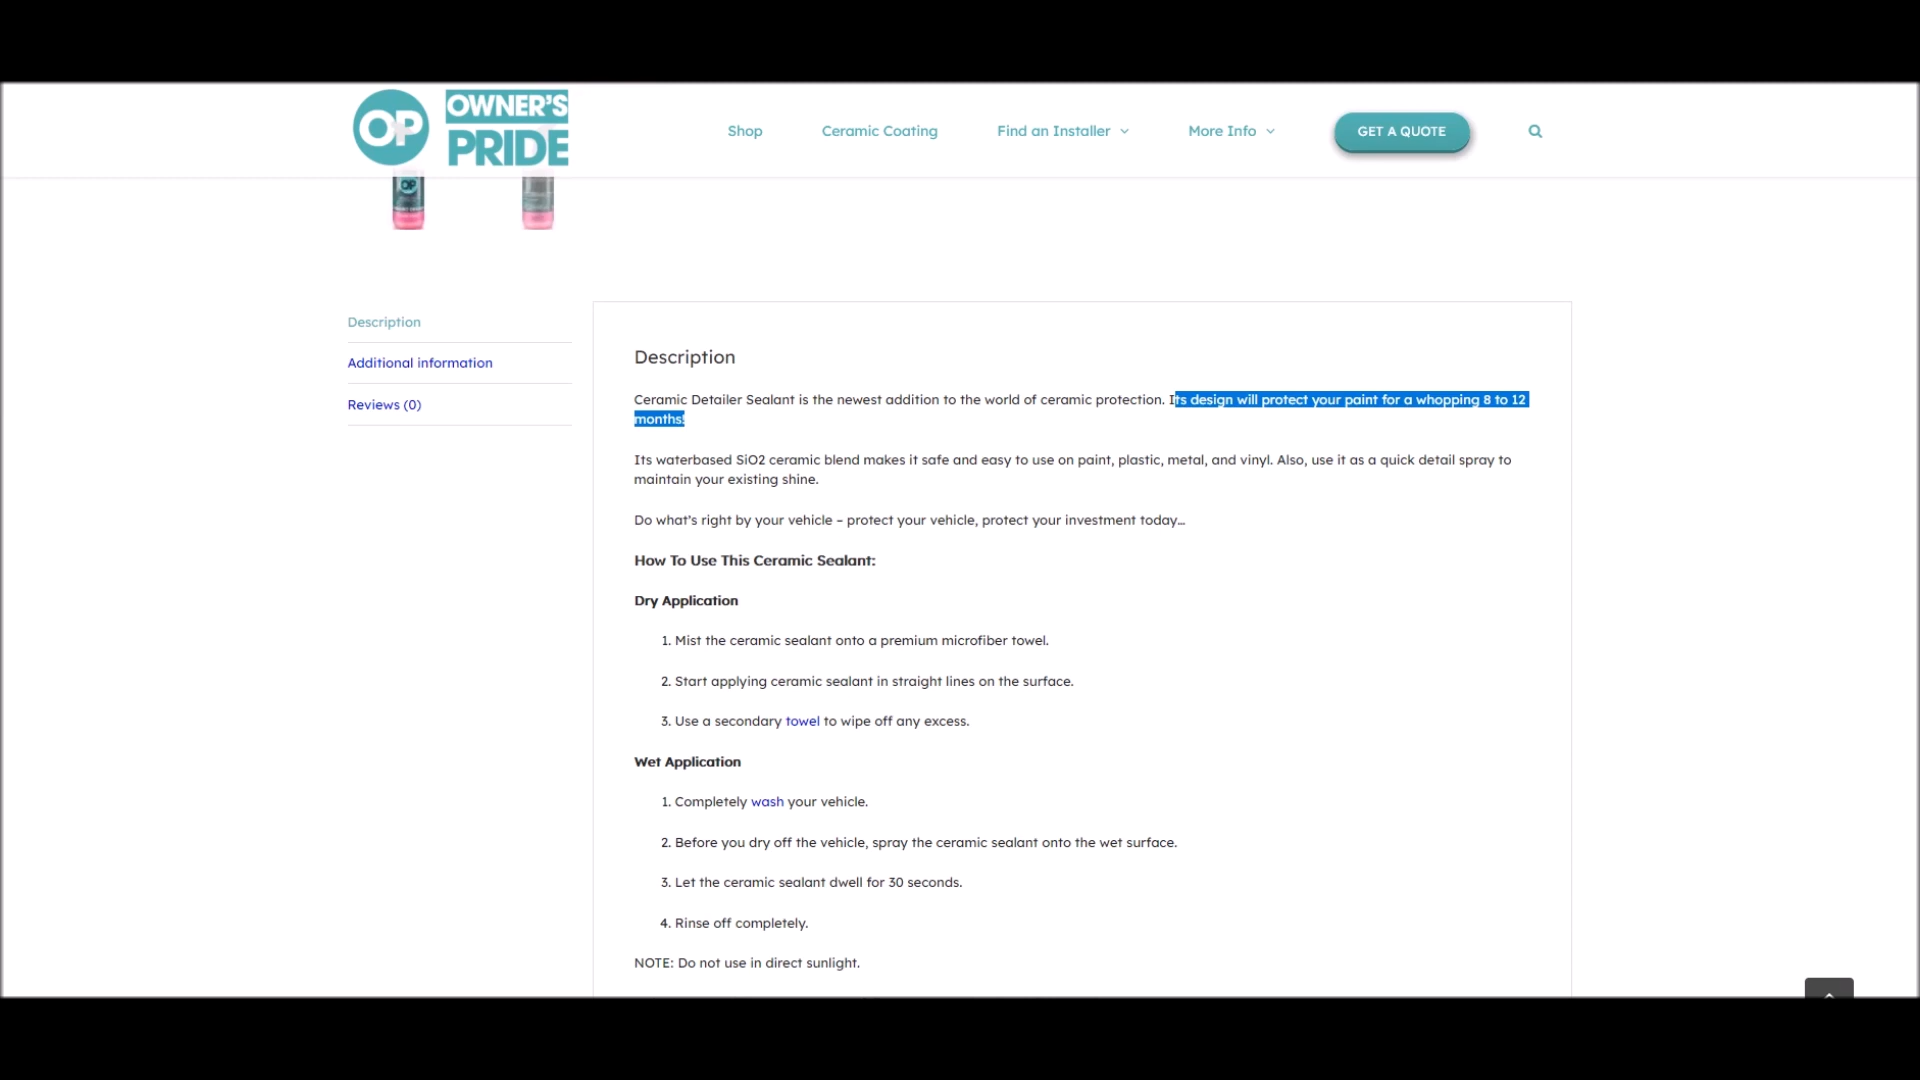 OP OWNER'S
PRIDE
Shop Ceramic Coating Find an Installer More Info GET A QUOTE
OP
Description
Additional information
Reviews (0)
Description
Ceramic Detailer Sealant is the newest addition to the world of ceramic protection. Its design will protect your paint for a whopping 8 to 12
months!
Its waterbased SiO2 ceramic blend makes it safe and easy to use on paint, plastic, metal, and vinyl. Also, use it as a quick detail spray to
maintain your existing shine.
Do what's right by your vehicle – protect your vehicle, protect your investment today…
How To Use This Ceramic Sealant:
Dry Application
1. Mist the ceramic sealant onto a premium microfiber towel.
2. Start applying ceramic sealant in straight lines on the surface.
3. Use a secondary towel to wipe off any excess.
Wet Application
1. Completely wash your vehicle.
2. Before you dry off the vehicle, spray the ceramic sealant onto the wet surface.
3. Let the ceramic sealant dwell for 30 seconds.
4. Rinse off completely.
NOTE: Do not use in direct sunlight.